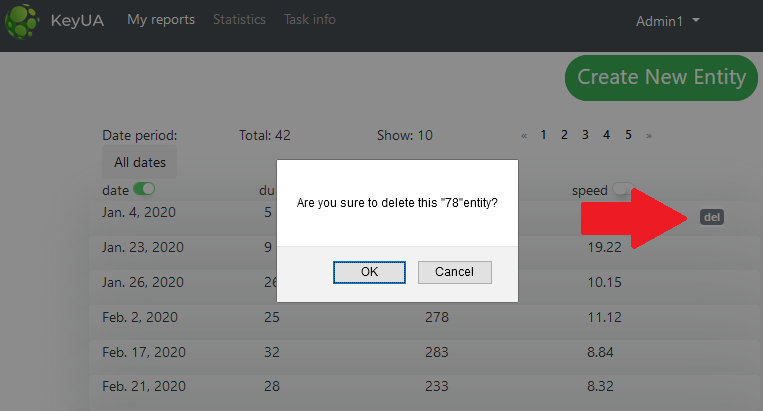 KeyUA My reports Statistics Task info Admin1
Create New Entity
Date period: Total: 42 Show: 10 « 1 2 3 4 5 »
All dates
date du speed
Are you sure to delete this "78"entity?
Jan. 4, 2020 5 del
Jan. 23, 2020 9 19.22
OK Cancel
Jan. 26, 2020 26 10.15
Feb. 2, 2020 25 278 11.12
Feb. 17, 2020 32 283 8.84
Feb. 21, 2020 28 233 8.32